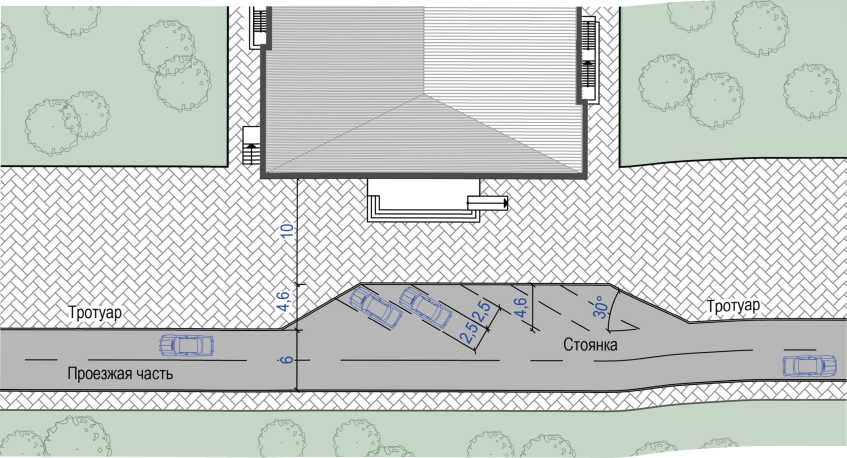 10
4,6
Тротуар
2,5
2,5
4,6
30°
Тротуар
Стоянка
6
Проезжая часть